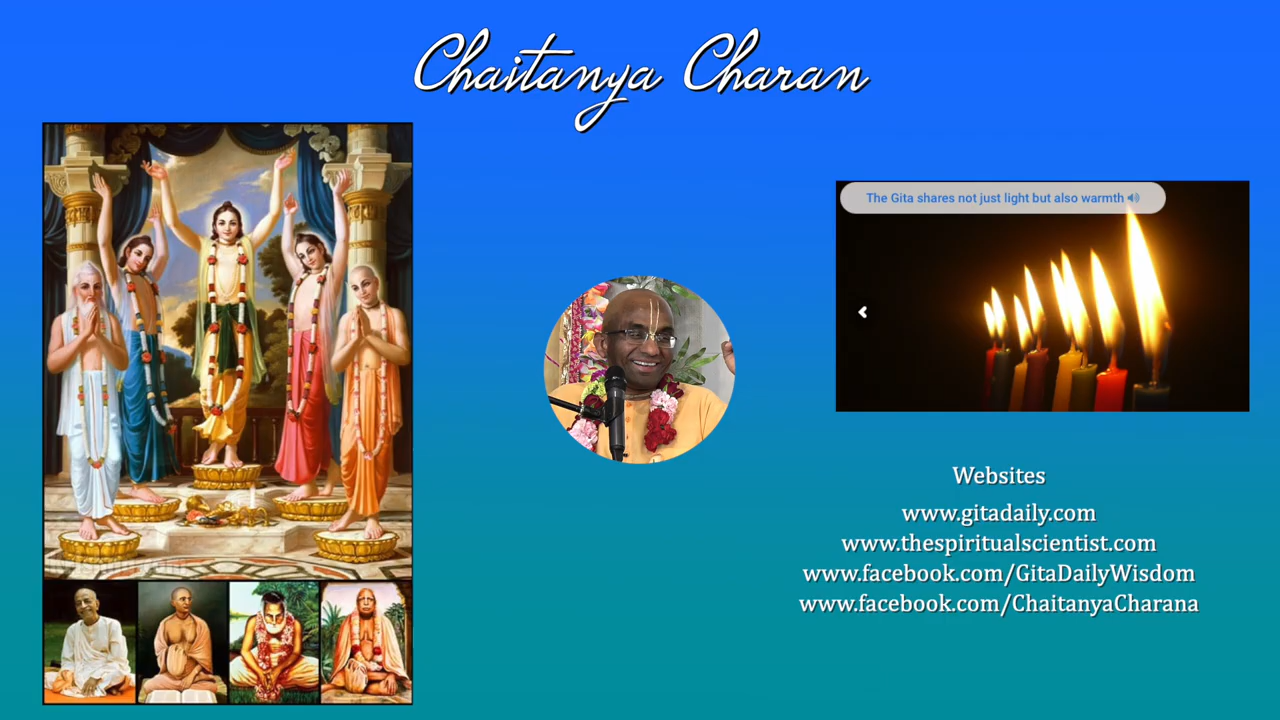 Chaitanya Charan
The Gita shares not just light but also warmth
Websites
www.gitadaily.com
www.thespiritualscientist.com
www.facebook.com/GitaDailyWisdom
www.facebook.com/ChaitanyaCharana